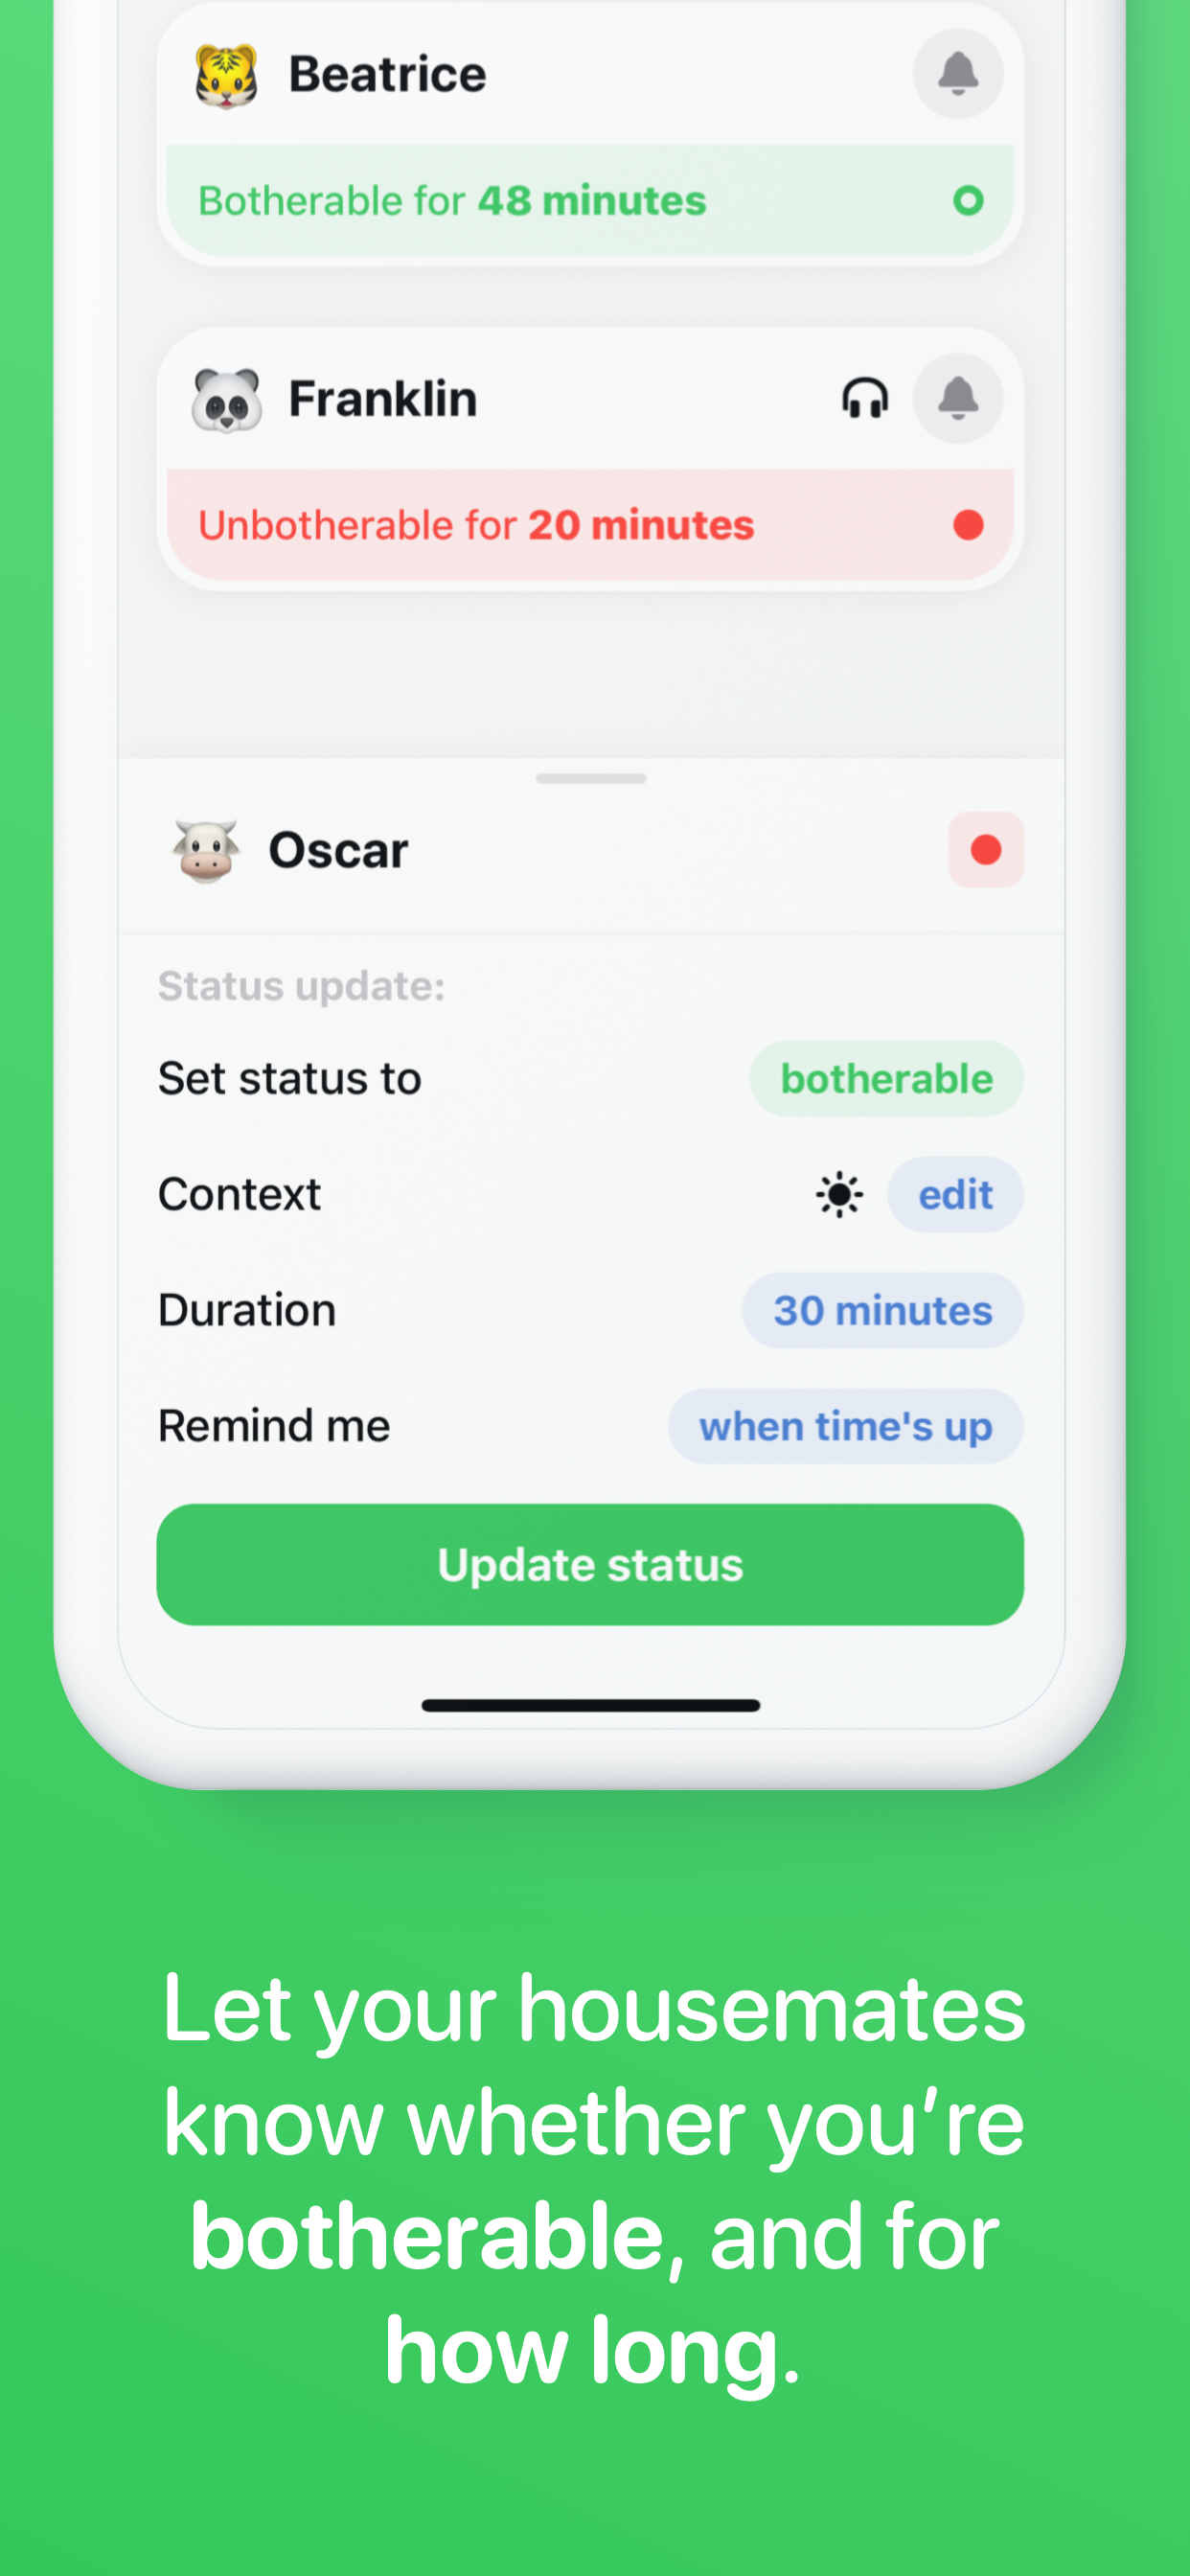 Beatrice
Botherable for 48 minutes
Franklin
Unbotherable for 20 minutes
Oscar
Status update:
Set status to botherable
Context edit
Duration 30 minutes
Remind me when time's up
Update status
Let your housemates
know whether you’re
botherable, and for
how long.